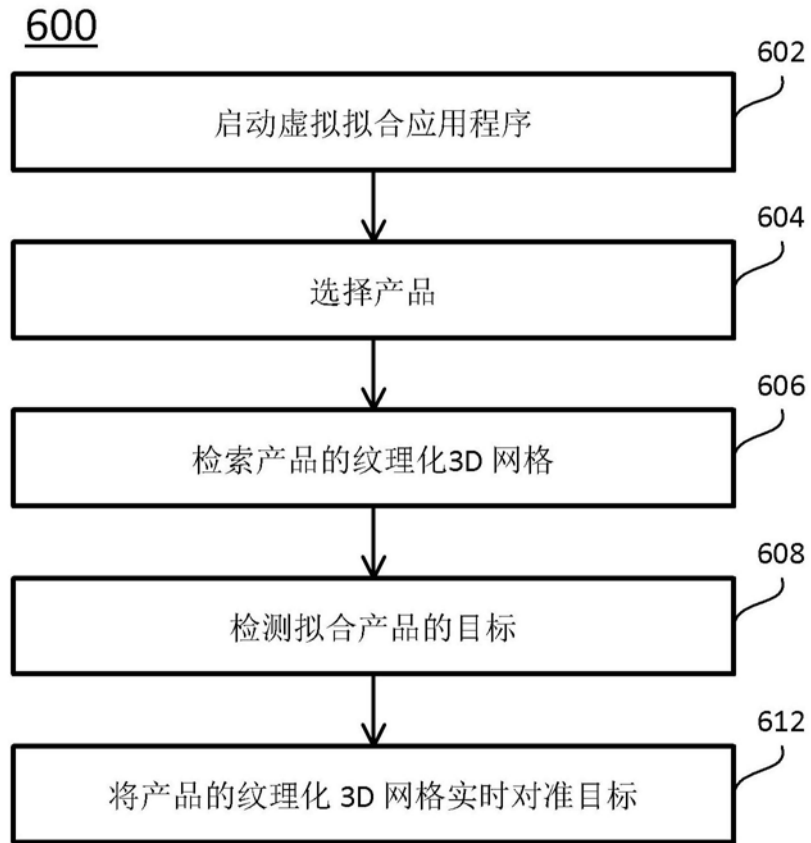 600
602
启动虚拟拟合应用程序
604
选择产品
606
检索产品的纹理化3D 网格
608
检测拟合产品的目标
612
将产品的纹理化 3D 网格实时对准目标